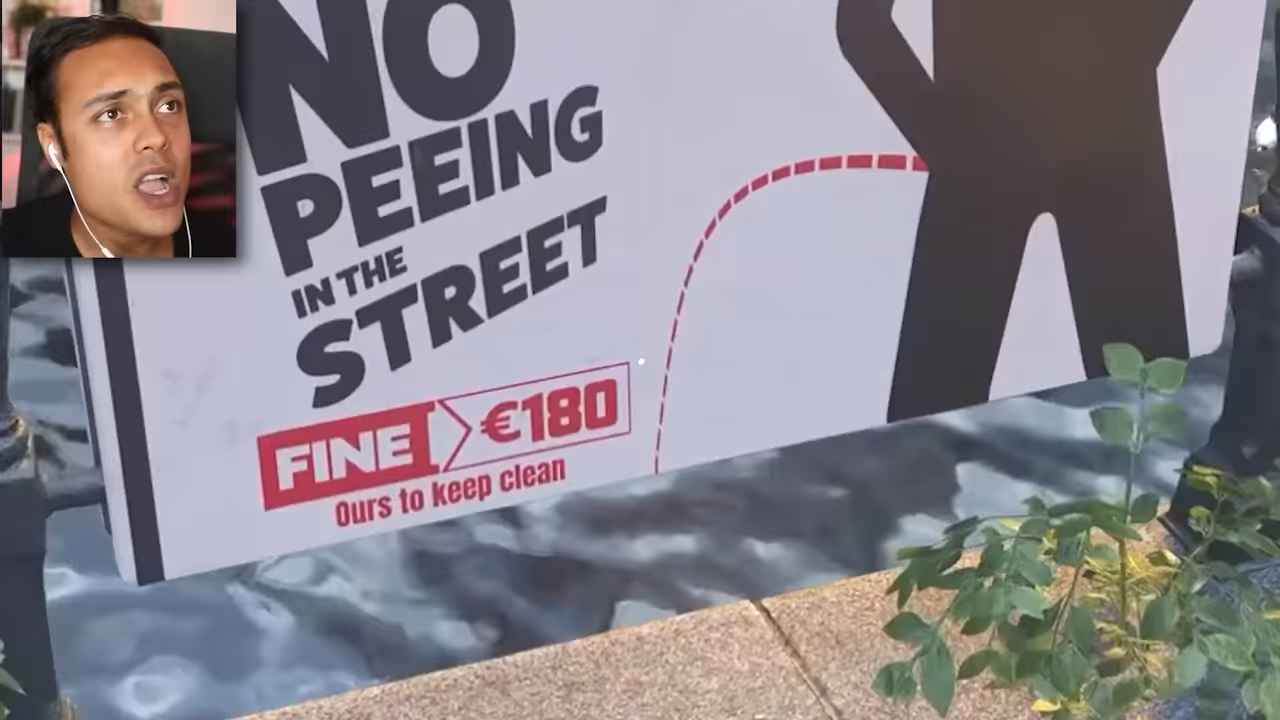 NO
PEEING
IN THE
STREET
FINE €180
Ours to keep clean